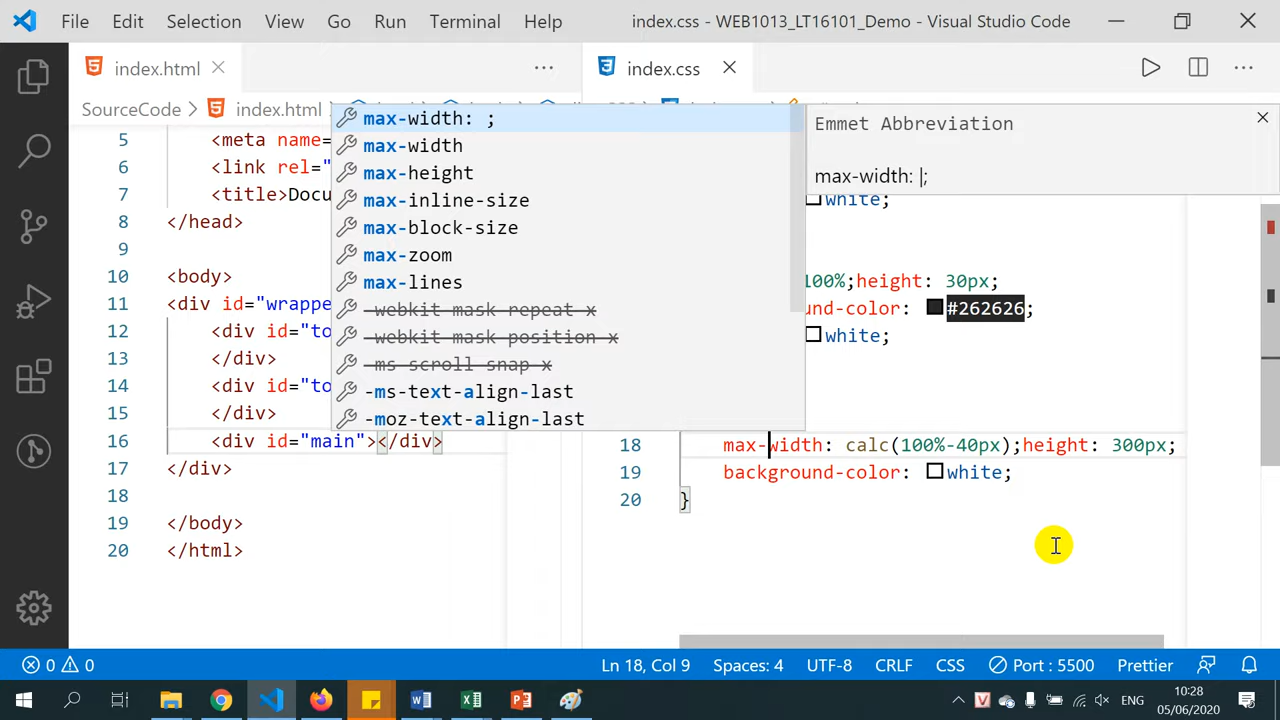 File Edit Selection View Go Run Terminal Help index.css - WEB1013_LT16101_Demo - Visual Studio Code
index.html
index.css
SourceCode > index.html
5 <meta name=
6 <link rel="
7 <title>Docu
8 </head>
9
10 <body>
11 <div id="wrappe
12 <div id="to
13 </div>
14 <div id="to
15 </div>
16 <div id="main"></div>
17 </div>
18
19 </body>
20 </html>
max-width: ;
max-width
max-height
max-inline-size
max-block-size
max-zoom
max-lines
-webkit-mask-repeat-x
-webkit-mask-position-x
-ms-scroll-snap-x
-ms-text-align-last
-moz-text-align-last
Emmet Abbreviation
max-width: |;
white;
100%;height: 30px;
nd-color: #262626;
white;
18 max-width: calc(100%-40px);height: 300px;
19 background-color: white;
20 }
0 0 Ln 18, Col 9 Spaces: 4 UTF-8 CRLF CSS Port : 5500 Prettier
ENG
10:28
05/06/2020